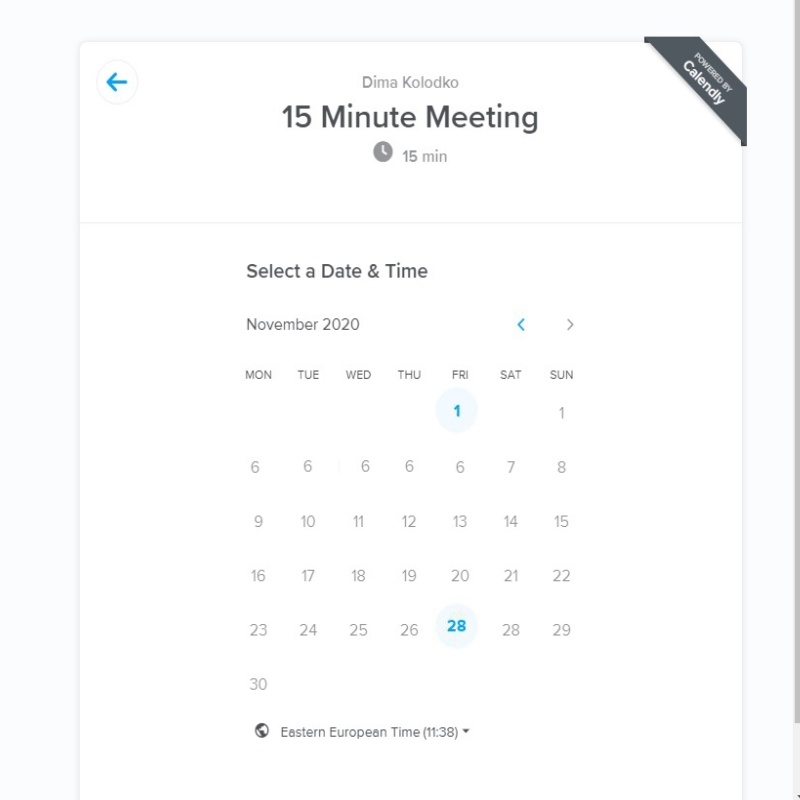 POWERED BY
Calendly
Dima Kolodko
15 Minute Meeting
15 min
Select a Date & Time
November 2020
MON TUE WED THU FRI SAT SUN
1 1
6 6 6 6 6 7 8
9 10 11 12 13 14 15
16 17 18 19 20 21 22
23 24 25 26 28 28 29
30
Eastern European Time (11:38)